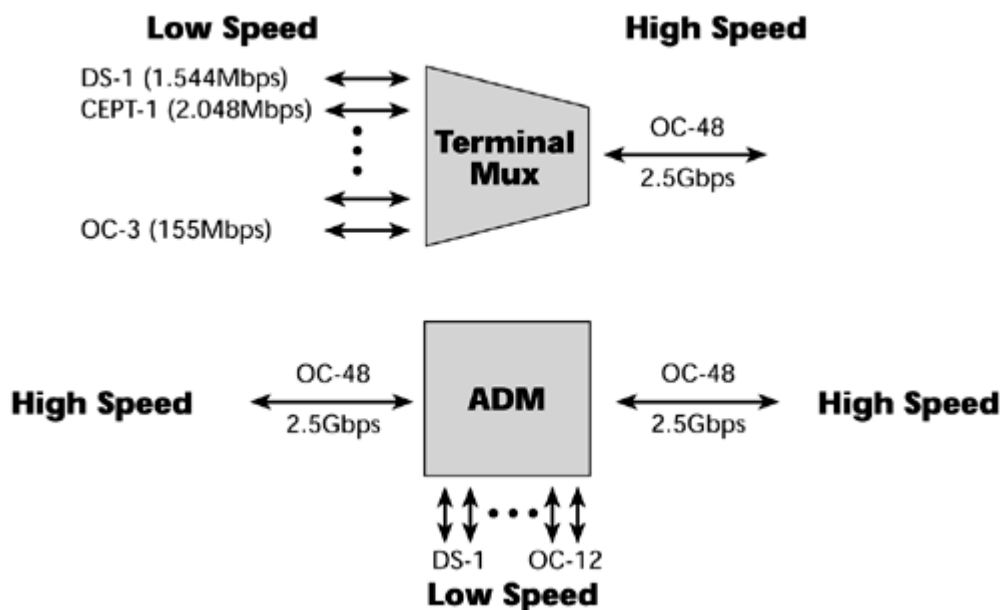 Low Speed
High Speed
DS-1 (1.544Mbps)
CEPT-1 (2.048Mbps)
OC-3 (155Mbps)
Terminal
Mux
OC-48
2.5Gbps
High Speed
OC-48
2.5Gbps
ADM
OC-48
2.5Gbps
High Speed
DS-1
OC-12
Low Speed